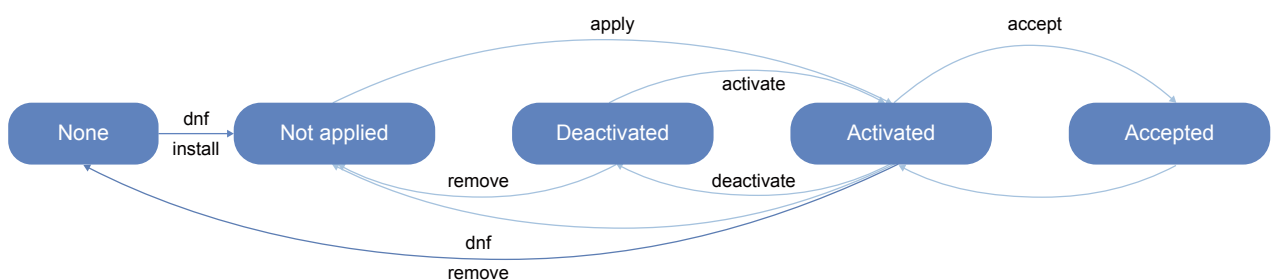 apply
accept
activate
dnf
install
None
Not applied
Deactivated
Activated
Accepted
remove
deactivate
dnf
remove